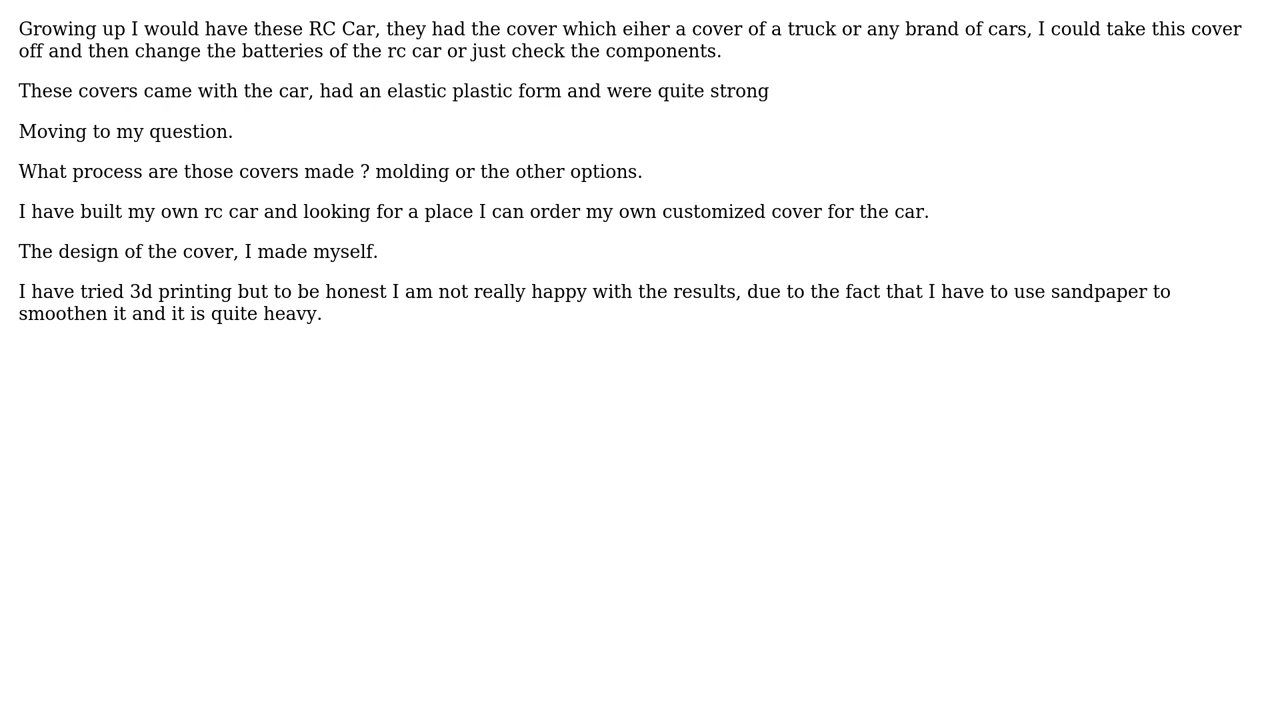 Growing up I would have these RC Car, they had the cover which eiher a cover of a truck or any brand of cars, I could take this cover
off and then change the batteries of the rc car or just check the components.
These covers came with the car, had an elastic plastic form and were quite strong
Moving to my question.
What process are those covers made ? molding or the other options.
I have built my own rc car and looking for a place I can order my own customized cover for the car.
The design of the cover, I made myself.
I have tried 3d printing but to be honest I am not really happy with the results, due to the fact that I have to use sandpaper to
smoothen it and it is quite heavy.